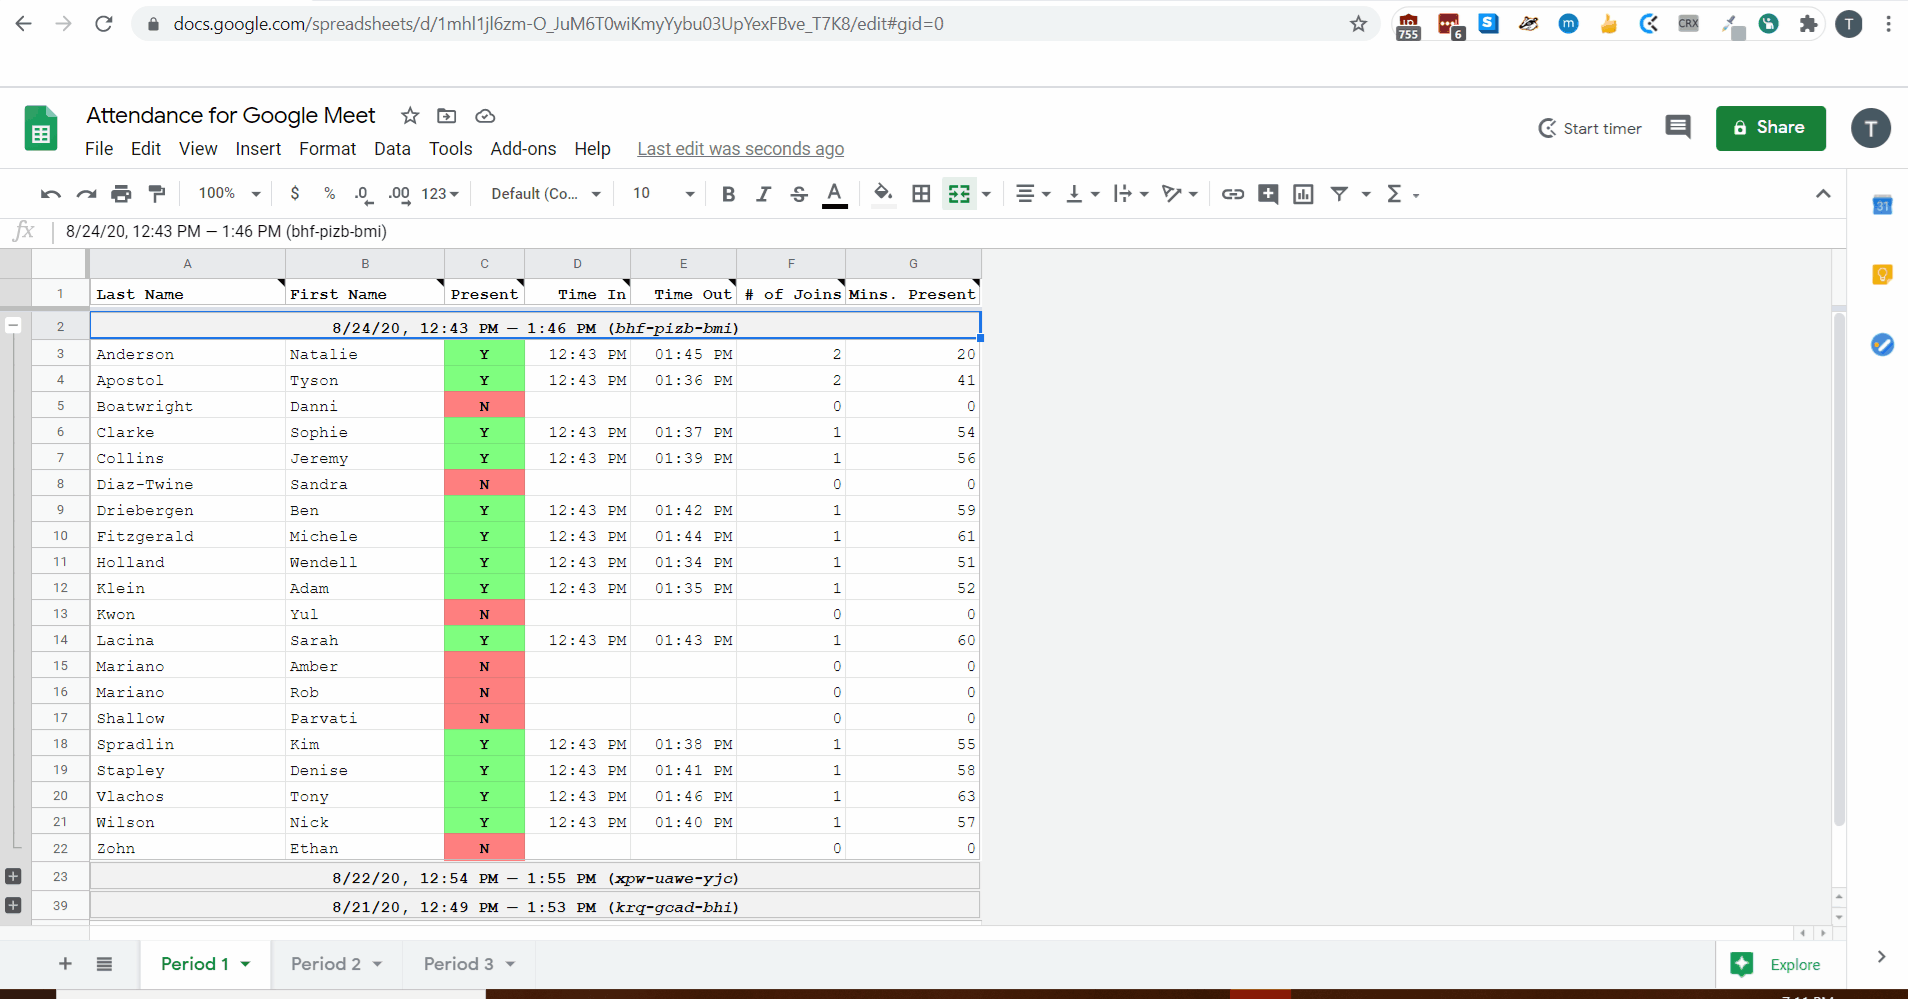 docs.google.com/spreadsheets/d/1mhl1jl6zm-O_JuM6T0wiKmyYybu03UpYexFBve_T7K8/edit#gid=0
755
6
S
m
CRX
T
Attendance for Google Meet
Start timer
Share
T
File Edit View Insert Format Data Tools Add-ons Help Last edit was seconds ago
100% $ % .0 .00 123 Default (Co... 10 B I S A Σ
31
fx 8/24/20, 12:43 PM — 1:46 PM (bhf-pizb-bmi)
A B C D E F G
1 Last Name First Name Present Time In Time Out # of Joins Mins. Present
2 8/24/20, 12:43 PM — 1:46 PM (bhf-pizb-bmi)
3 Anderson Natalie Y 12:43 PM 01:45 PM 2 20
4 Apostol Tyson Y 12:43 PM 01:36 PM 2 41
5 Boatwright Danni N 0 0
6 Clarke Sophie Y 12:43 PM 01:37 PM 1 54
7 Collins Jeremy Y 12:43 PM 01:39 PM 1 56
8 Diaz-Twine Sandra N 0 0
9 Driebergen Ben Y 12:43 PM 01:42 PM 1 59
10 Fitzgerald Michele Y 12:43 PM 01:44 PM 1 61
11 Holland Wendell Y 12:43 PM 01:34 PM 1 51
12 Klein Adam Y 12:43 PM 01:35 PM 1 52
13 Kwon Yul N 0 0
14 Lacina Sarah Y 12:43 PM 01:43 PM 1 60
15 Mariano Amber N 0 0
16 Mariano Rob N 0 0
17 Shallow Parvati N 0 0
18 Spradlin Kim Y 12:43 PM 01:38 PM 1 55
19 Stapley Denise Y 12:43 PM 01:41 PM 1 58
20 Vlachos Tony Y 12:43 PM 01:46 PM 1 63
21 Wilson Nick Y 12:43 PM 01:40 PM 1 57
22 Zohn Ethan N 0 0
23 8/22/20, 12:54 PM — 1:55 PM (xpw-uawe-yjc)
39 8/21/20, 12:49 PM — 1:53 PM (krq-gcad-bhi)
Period 1 Period 2 Period 3 Explore